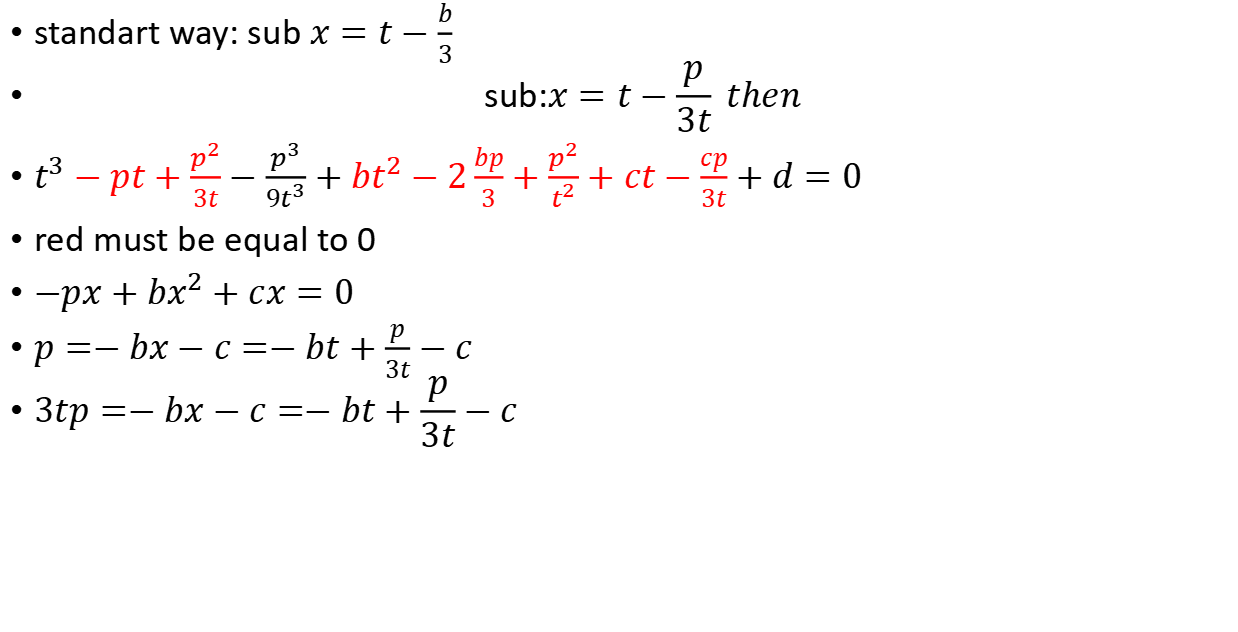 • standart way: sub x = t − b/3
• sub:x = t − p/3t then
• t³ − pt + p²/3t − p³/9t³ + bt² − 2 bp/3 + p²/t² + ct − cp/3t + d = 0
• red must be equal to 0
• −px + bx² + cx = 0
• p =− bx − c =− bt + p/3t − c
• 3tp =− bx − c =− bt + p/3t − c